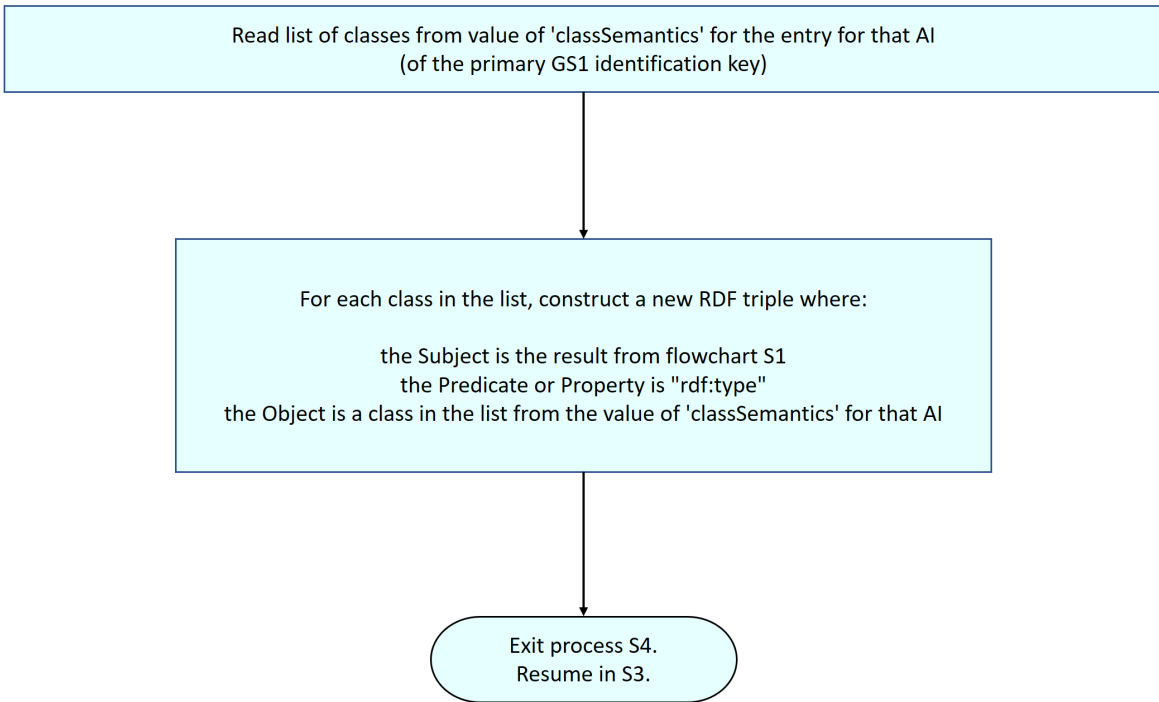 Read list of classes from value of 'classSemantics' for the entry for that AI
(of the primary GS1 identification key)
For each class in the list, construct a new RDF triple where:
the Subject is the result from flowchart S1
the Predicate or Property is "rdf:type"
the Object is a class in the list from the value of 'classSemantics' for that AI
Exit process S4.
Resume in S3.